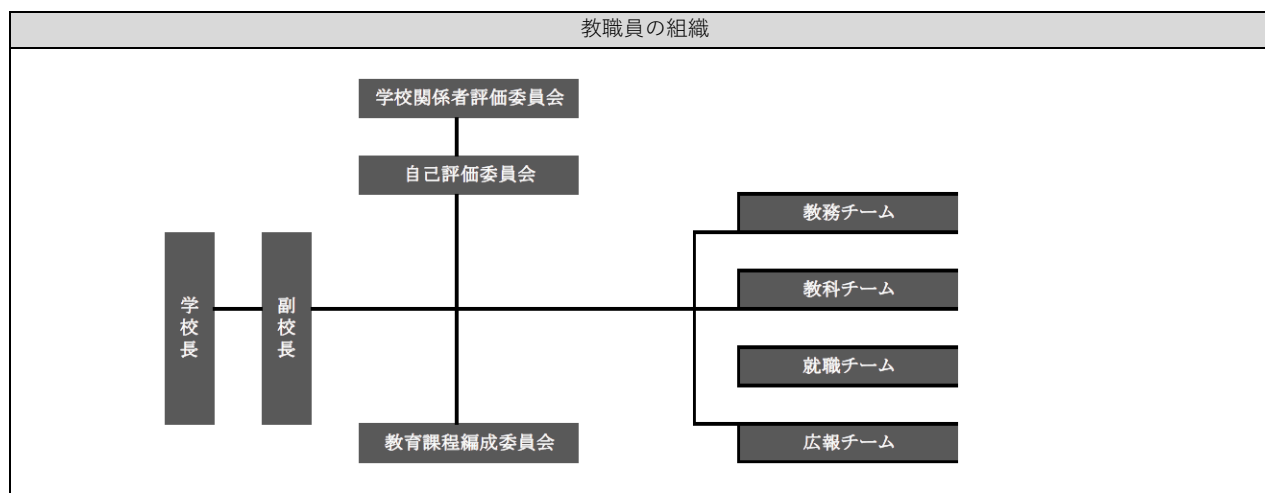 教職員の組織
学校関係者評価委員会
自己評価委員会
学校長
副校長
教育課程編成委員会
教務チーム
教科チーム
就職チーム
広報チーム